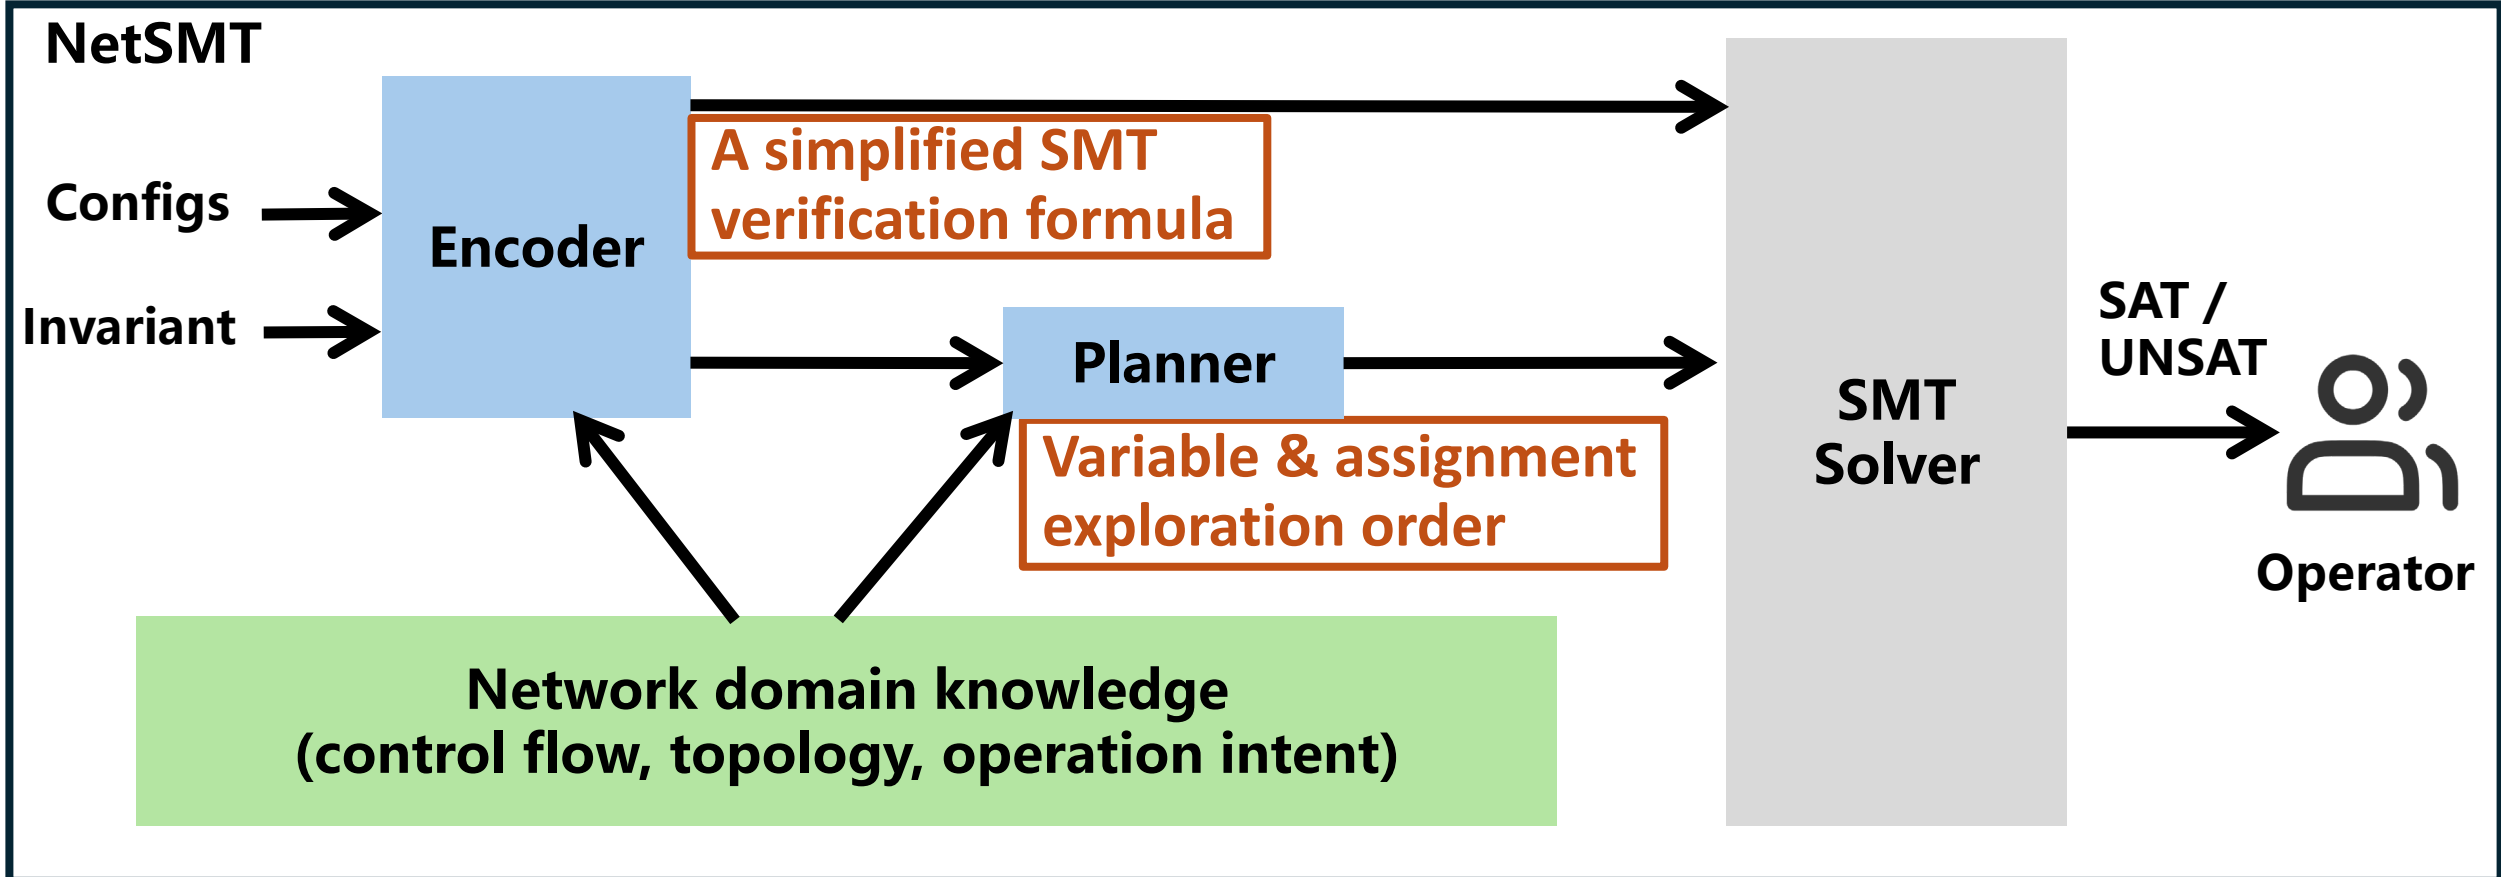 NetSMT
Configs
Invariant
Encoder
A simplified SMT
verification formula
Planner
Variable & assignment
exploration order
SMT
Solver
SAT /
UNSAT
Operator
Network domain knowledge
(control flow, topology, operation intent)